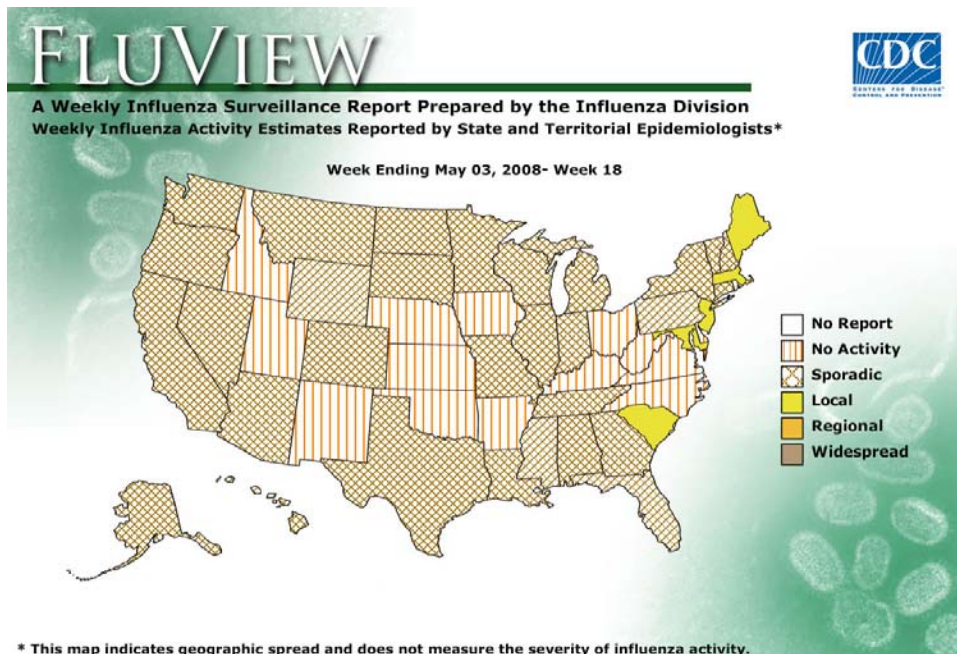 FLUVIEW
CDC
CENTERS FOR DISEASE
CONTROL AND PREVENTION
A Weekly Influenza Surveillance Report Prepared by the Influenza Division
Weekly Influenza Activity Estimates Reported by State and Territorial Epidemiologists*
Week Ending May 03, 2008- Week 18
No Report
No Activity
Sporadic
Local
Regional
Widespread
* This map indicates geographic spread and does not measure the severity of influenza activity.